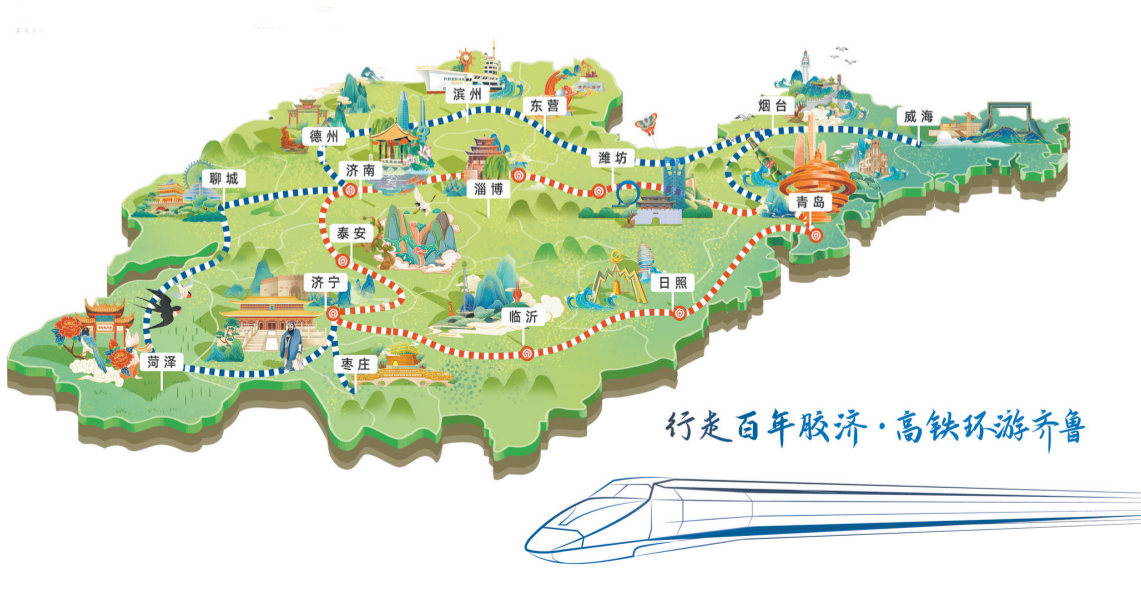 滨州
东营
烟台
威海
德州
潍坊
济南
聊城
淄博
青岛
泰安
济宁
日照
临沂
菏泽
枣庄
行走百年胶济·高铁环游齐鲁